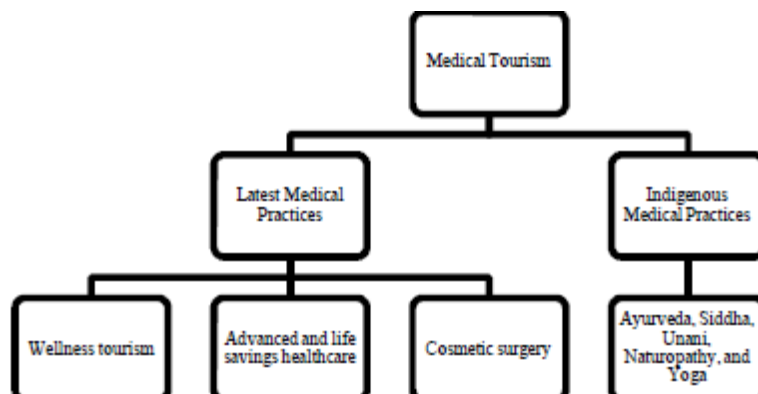 Medical Tourism
Latest Medical
Practices
Indigenous
Medical Practices
Wellness tourism
Advanced and life
savings healthcare
Cosmetic surgery
Ayurveda, Siddha,
Unani,
Naturopathy, and
Yoga